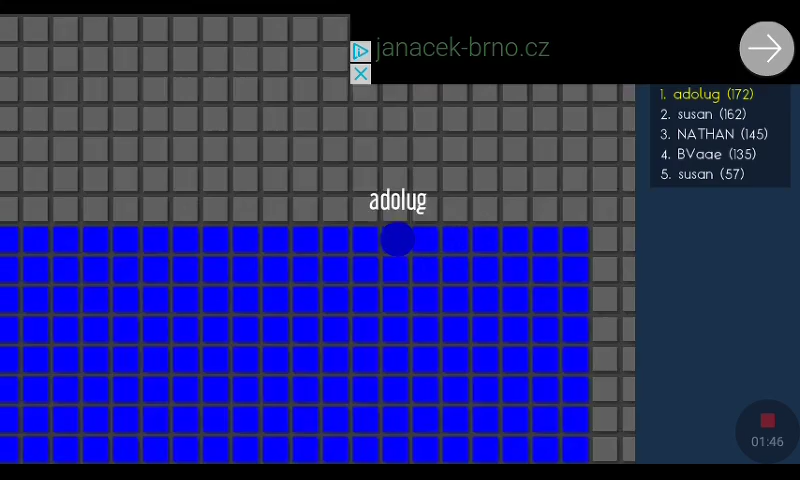 janacek-brno.cz
1. adolug (172)
2. susan (162)
3. NATHAN (145)
4. BVaae (135)
5. susan (57)
adolug
01:46